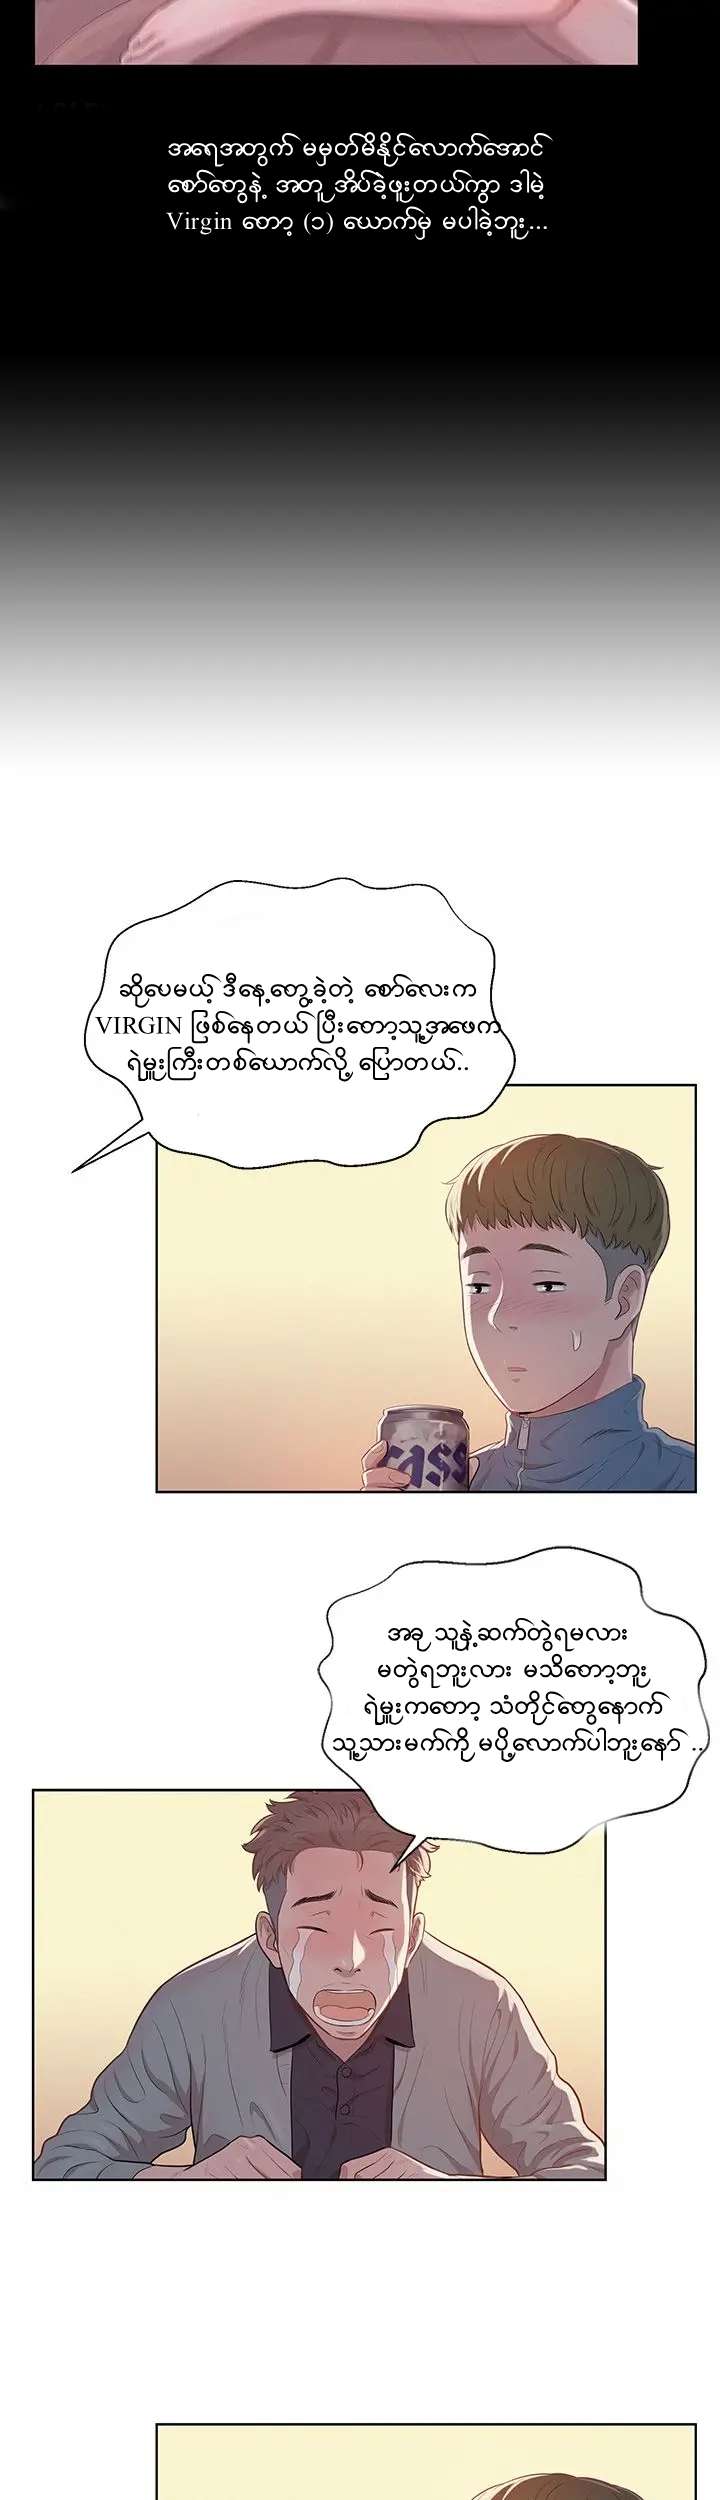 အရေအတွက် မမှတ်မိနိုင်လောက်အောင်
စော်တွေနဲ့ အတူ အိပ်ခဲ့ဖူးတယ်ကွာ ဒါမဲ့
Virgin တော့ (၁) ယောက်မှ မပါခဲ့ဘူး...
ဆိုပေမယ့် ဒီနေ့တွေ့ခဲ့တဲ့ စော်လေးက
VIRGIN ဖြစ်နေတယ် ပြီးတော့သူ့အဖေက
ရဲမှူးကြီးတစ်ယောက်လို့ ပြောတယ်..
CASS
အခု သူနဲ့ဆက်တွဲရမလား
မတွဲရဘူးလား မသိတော့ဘူး
ရဲမှူးကတော့ သံတိုင်တွေနောက်
သူ့သားမက်ကို မပို့လောက်ပါဘူးနော် ..